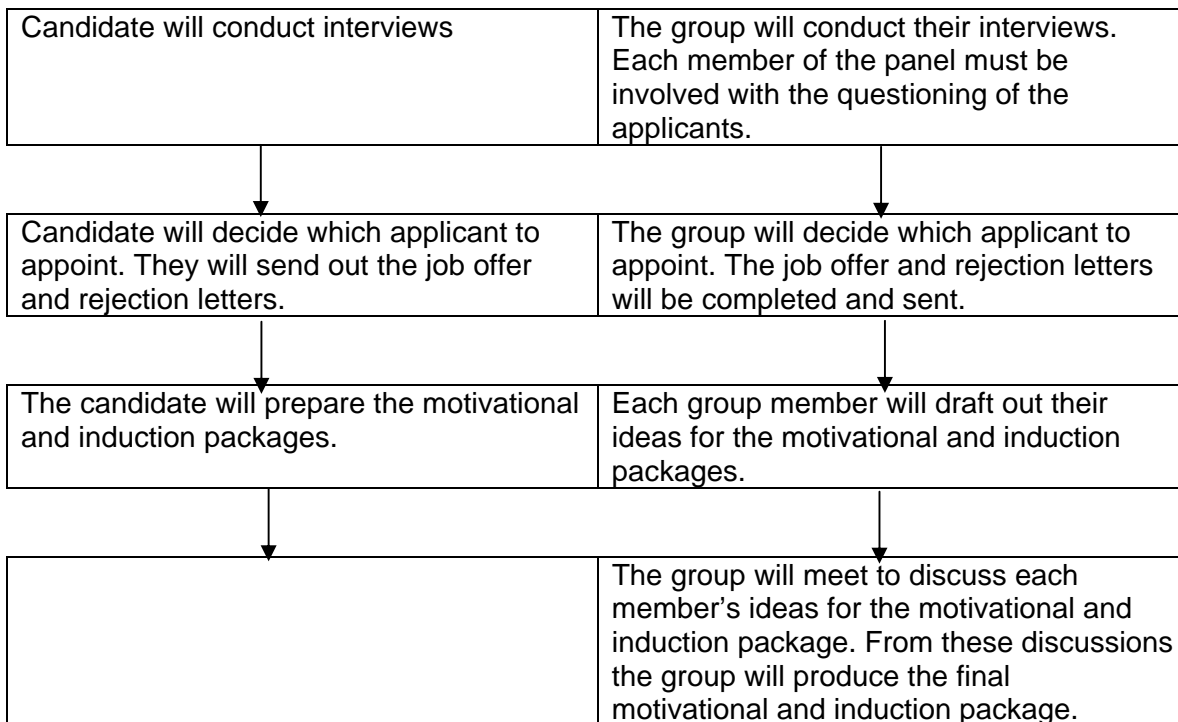 Candidate will conduct interviews
The group will conduct their interviews.
Each member of the panel must be
involved with the questioning of the
applicants.
Candidate will decide which applicant to
appoint. They will send out the job offer
and rejection letters.
The group will decide which applicant to
appoint. The job offer and rejection letters
will be completed and sent.
The candidate will prepare the motivational
and induction packages.
Each group member will draft out their
ideas for the motivational and induction
packages.
The group will meet to discuss each
member’s ideas for the motivational and
induction package. From these discussions
the group will produce the final
motivational and induction package.